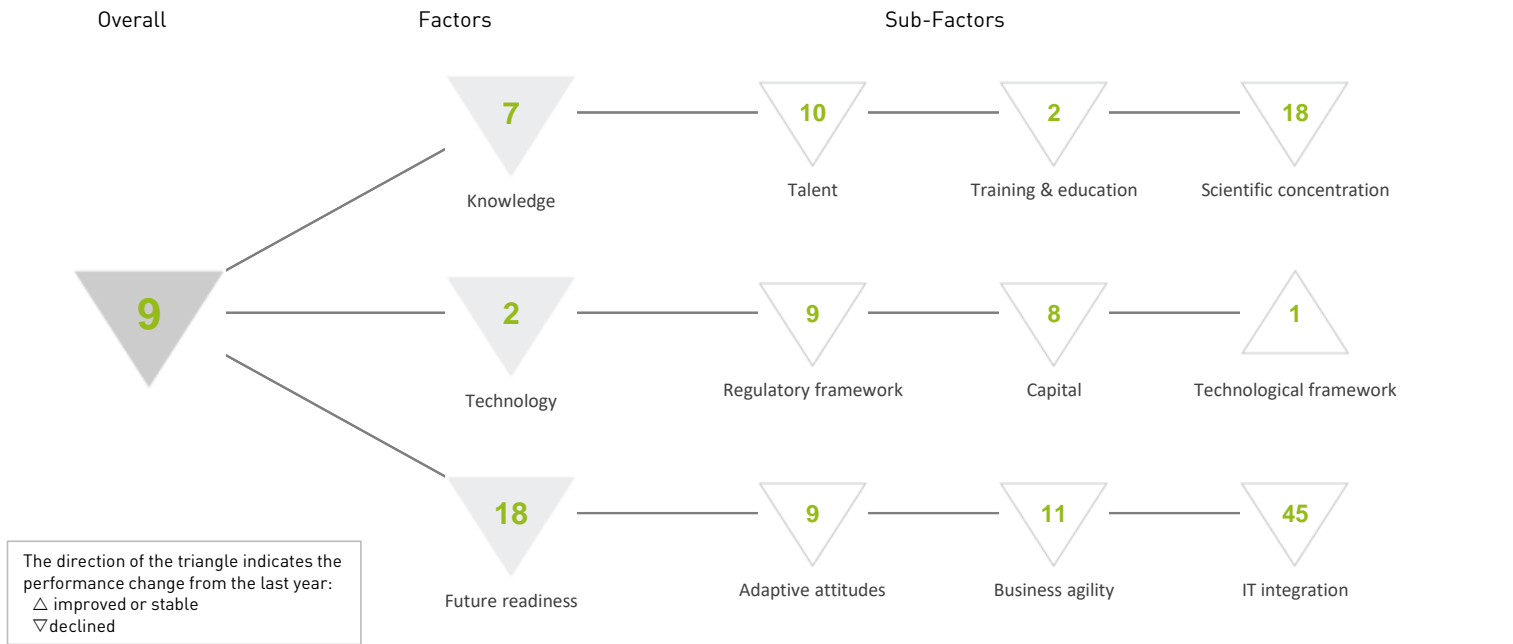 Overall
Factors
Sub-Factors
7
10
2
18
Knowledge
Talent
Training & education
Scientific concentration
9
2
9
8
1
Technology
Regulatory framework
Capital
Technological framework
18
9
11
45
Future readiness
Adaptive attitudes
Business agility
IT integration
The direction of the triangle indicates the
performance change from the last year:
△ improved or stable
▽declined